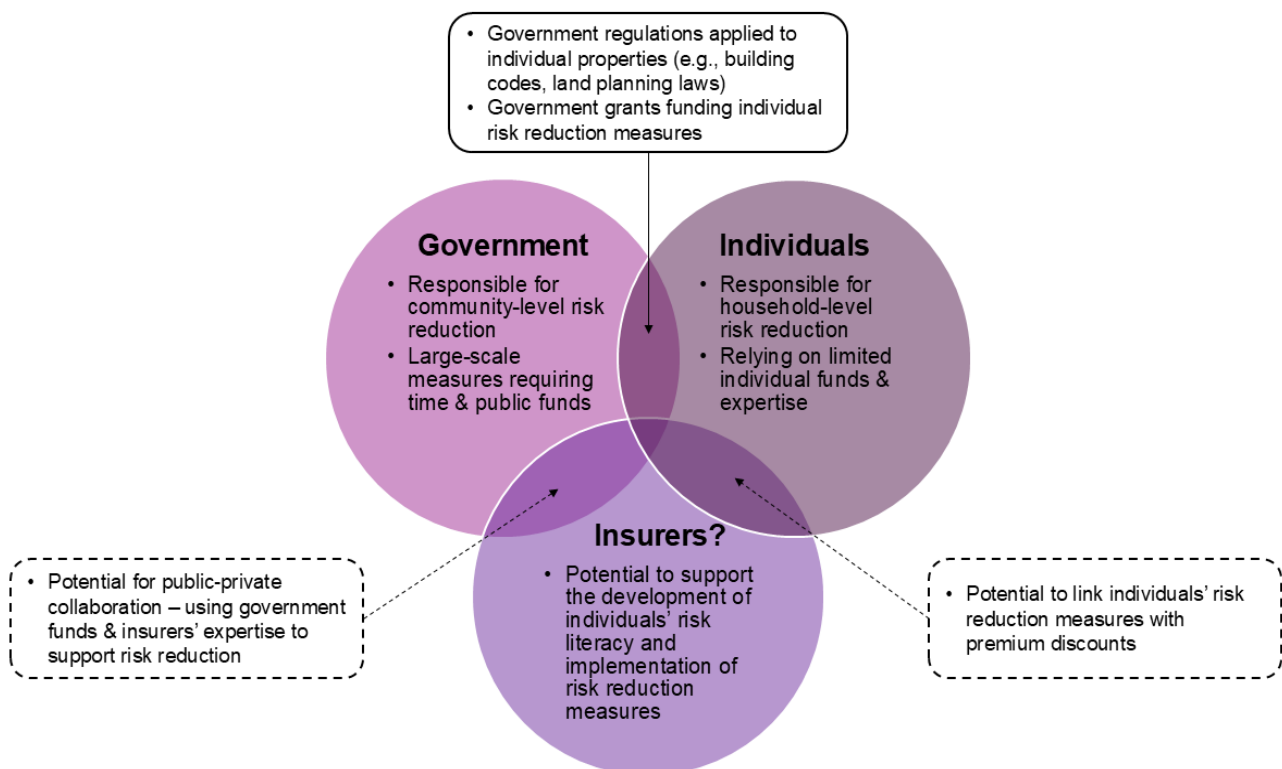 • Government regulations applied to
individual properties (e.g., building
codes, land planning laws)
• Government grants funding individual
risk reduction measures
Government
• Responsible for
community-level risk
reduction
• Large-scale
measures requiring
time & public funds
Individuals
• Responsible for
household-level
risk reduction
• Relying on limited
individual funds &
expertise
Insurers?
• Potential to support
the development of
individuals’ risk
literacy and
implementation of
risk reduction
measures
• Potential for public-private
collaboration – using government
funds & insurers’ expertise to
support risk reduction
• Potential to link individuals’ risk
reduction measures with
premium discounts